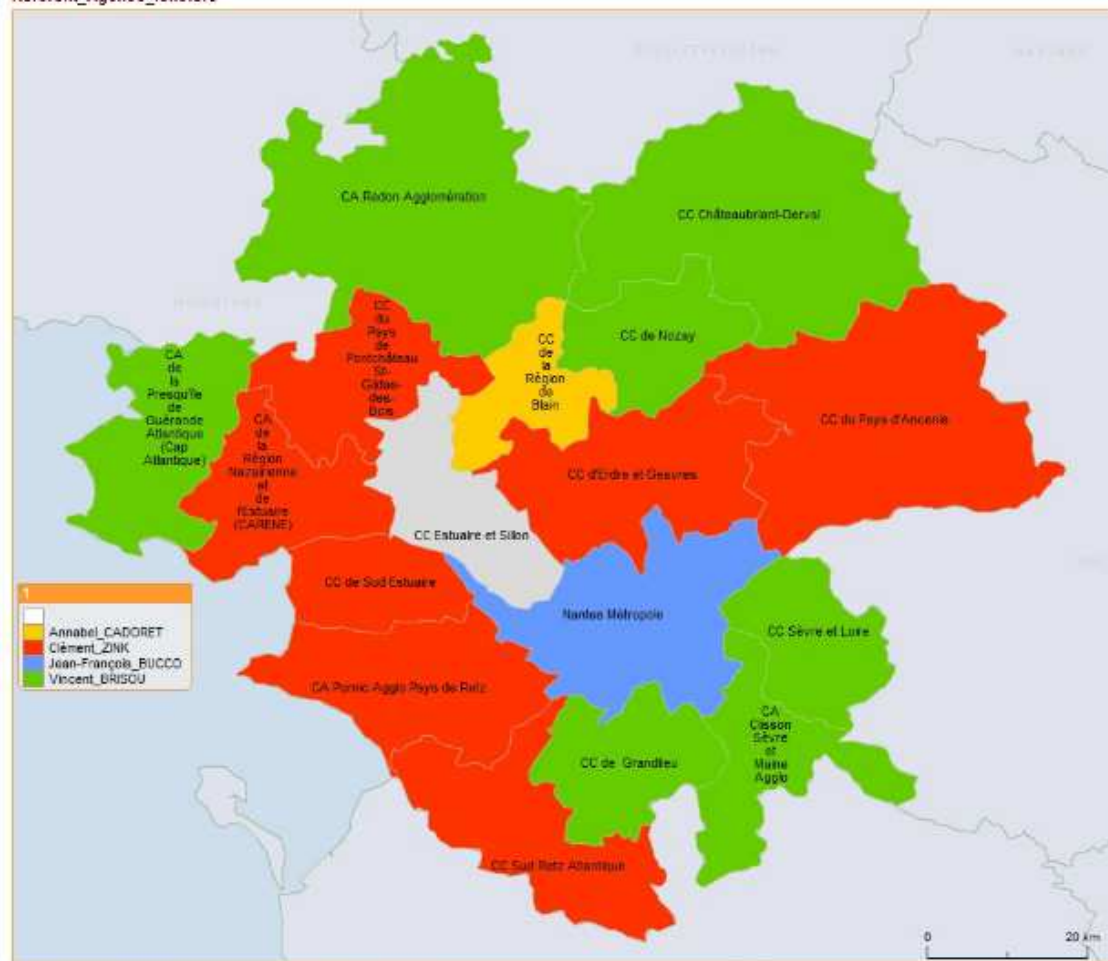 CA Redon Agglomération
CC Châteaubriant-Derval
CC
du
Pays
de
Pontchâteau
St-
Gildas-
des-
Bois
CC
de
la
Région
de
Blain
CC de Nozay
CA
de
la
Presqu'île
de
Guérande
Atlantique
(Cap
Atlantique)
CA
de
la
Région
Nazairienne
et
de
l'Estuaire
(CARENE)
CC du Pays d'Ancenis
CC d'Erdre et Gesvres
CC Estuaire et Sillon
CC de Sud Estuaire
Nantes Métropole
CC Sèvre et Loire
CA Pornic Agglo Pays de Retz
CC de Grandlieu
CA
Clisson
Sèvre
et
Maine
Agglo
CC Sud Retz Atlantique
1
Annabel_CADORET
Clément_ZINK
Jean-François_BUCCO
Vincent_BRISOU
0
20 km